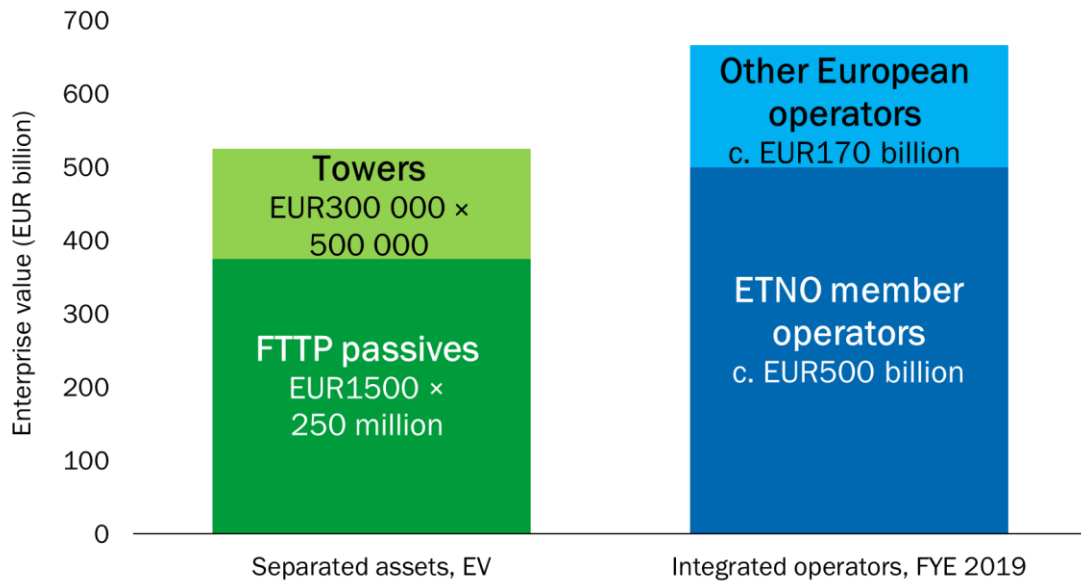 Enterprise value (EUR billion)
700
600
500
400
300
200
100
0
Towers
EUR300 000 ×
500 000
FTTP passives
EUR1500 ×
250 million
Other European
operators
c. EUR170 billion
ETNO member
operators
c. EUR500 billion
Separated assets, EV
Integrated operators, FYE 2019